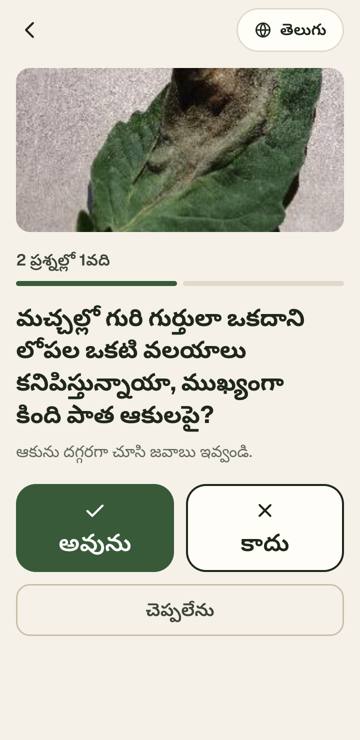 తెలుగు
2 ప్రశ్నల్లో 1వది
మచ్చల్లో గురి గుర్తులా ఒకదాని
లోపల ఒకటి వలయాలు
కనిపిస్తున్నాయా, ముఖ్యంగా
కింది పాత ఆకులపై?
ఆకును దగ్గరగా చూసి జవాబు ఇవ్వండి.
అవును
కాదు
చెప్పలేను